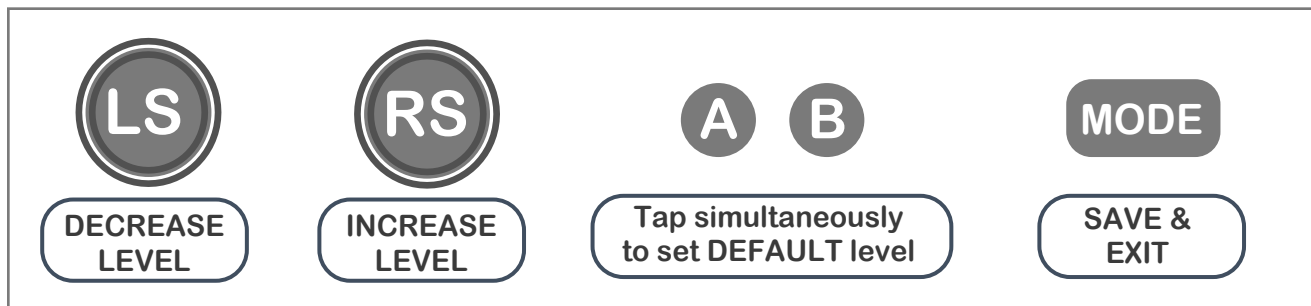 LS
RS
A
B
MODE
DECREASE
LEVEL
INCREASE
LEVEL
Tap simultaneously
to set DEFAULT level
SAVE &
EXIT